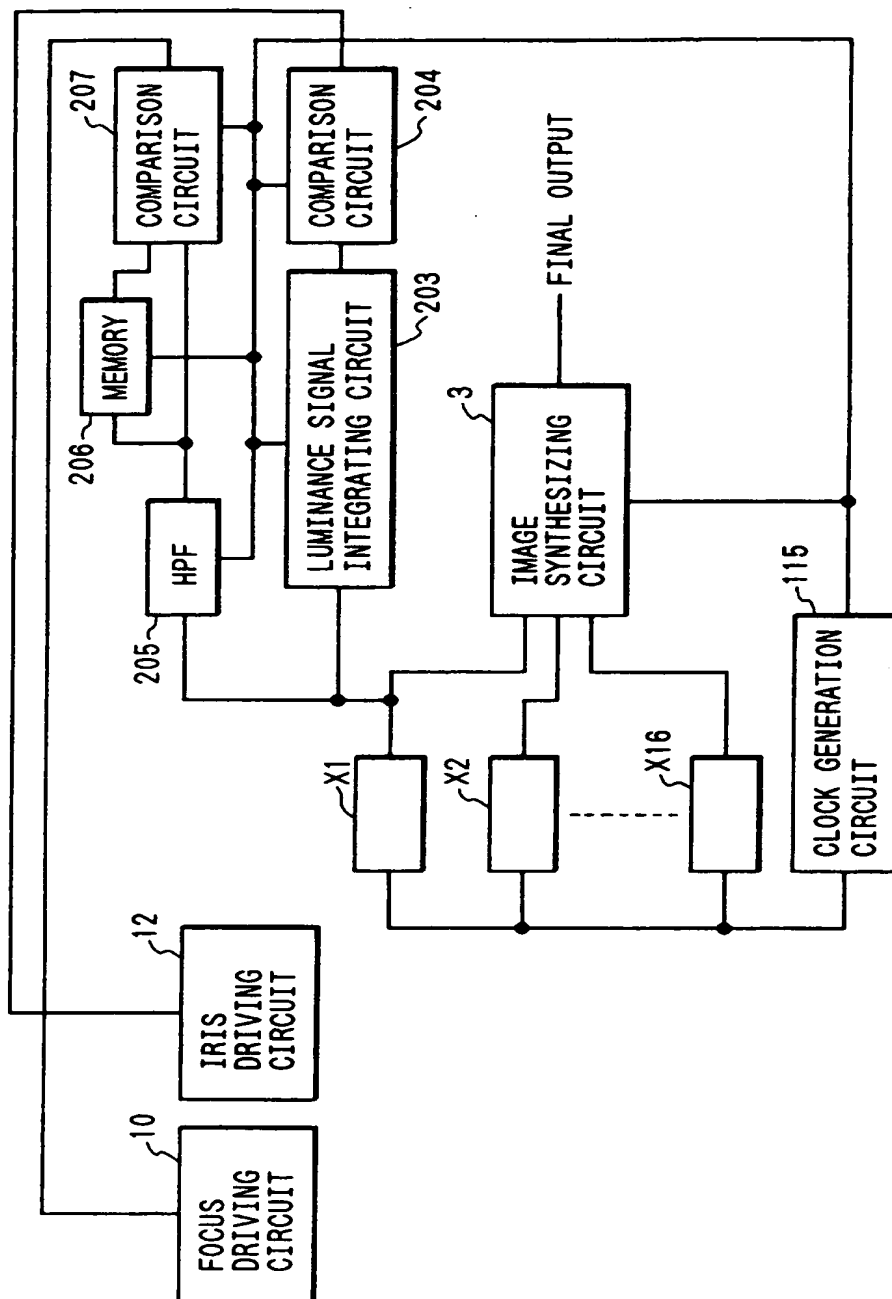 10
FOCUS
DRIVING
CIRCUIT
12
IRIS
DRIVING
CIRCUIT
205
HPF
206
MEMORY
207
COMPARISON
CIRCUIT
LUMINANCE SIGNAL
INTEGRATING CIRCUIT
203
COMPARISON
CIRCUIT
204
X1
X2
X16
3
IMAGE
SYNTHESIZING
CIRCUIT
FINAL OUTPUT
115
CLOCK GENERATION
CIRCUIT